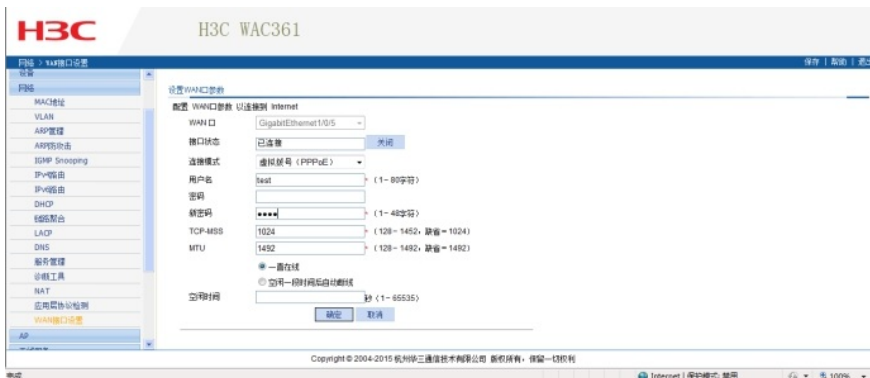 H3C
H3C WAC361
网络 > WAN接口设置
保存 | 帮助 | 退出
设备
网络
MAC地址
VLAN
ARP管理
ARP防攻击
IGMP Snooping
IPv4路由
IPv6路由
DHCP
链路聚合
LACP
DNS
服务管理
诊断工具
NAT
应用层协议检测
WAN接口设置
AP
设置WAN口参数
配置 WAN口参数 以连接到 Internet
WAN 口 GigabitEthernet1/0/5
接口状态 已连接 关闭
连接模式 虚拟拨号（PPPoE）
用户名 test * （1-80字符）
密码
新密码 •••• * （1-48字符）
TCP-MSS 1024 * （128-1452，缺省=1024）
MTU 1492 * （128-1492，缺省=1492）
一直在线
空闲一段时间后自动断线
空闲时间 秒（1-65535）
确定 取消
Copyright © 2004-2015 杭州华三通信技术有限公司 版权所有，保留一切权利
完成
Internet | 保护模式: 禁用
100%